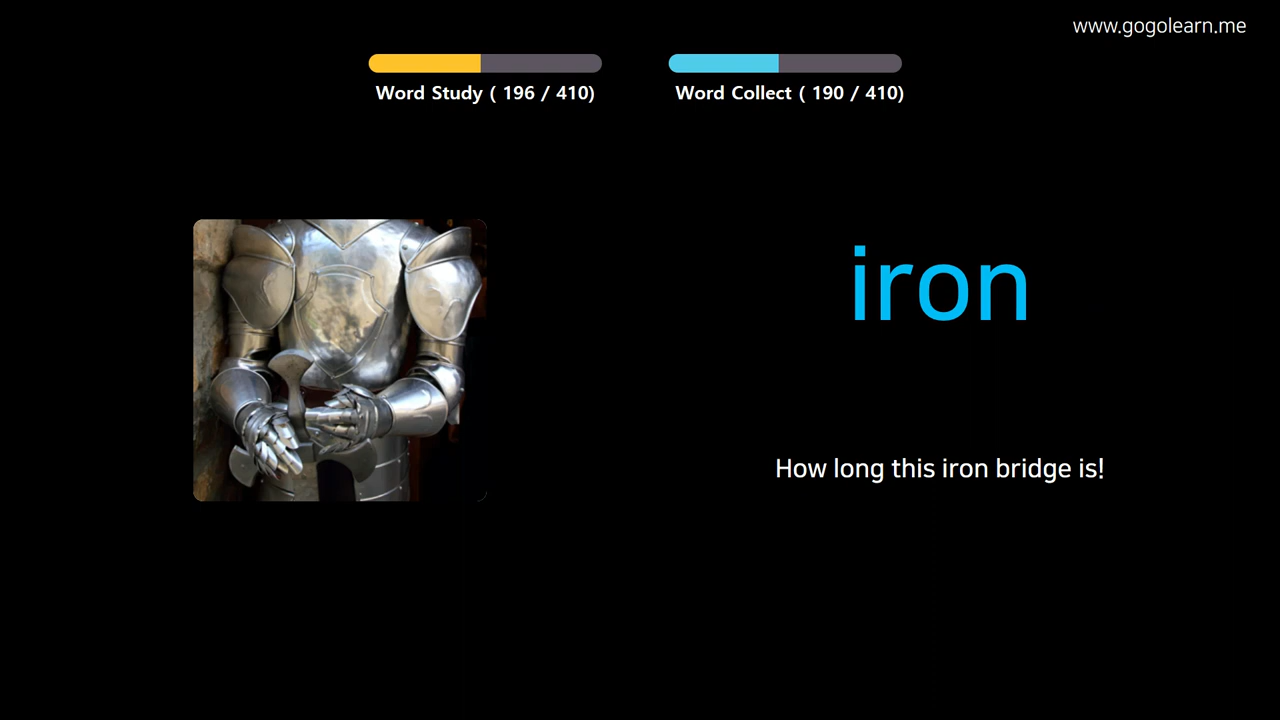 www.gogolearn.me
Word Study ( 196 / 410)
Word Collect ( 190 / 410)
iron
How long this iron bridge is!